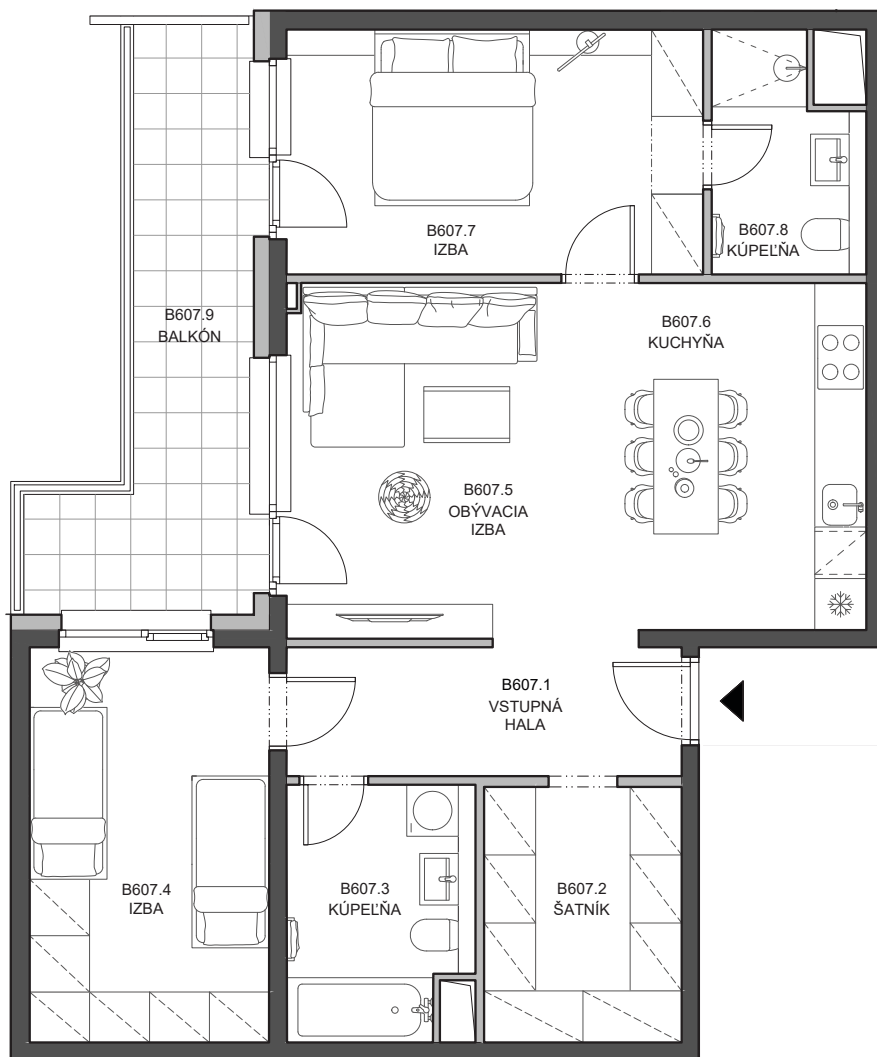 B607.7
IZBA
B607.8
KÚPEĽŇA
B607.9
BALKÓN
B607.6
KUCHYŇA
B607.5
OBÝVACIA
IZBA
B607.1
VSTUPNÁ
HALA
B607.4
IZBA
B607.3
KÚPEĽŇA
B607.2
ŠATNÍK